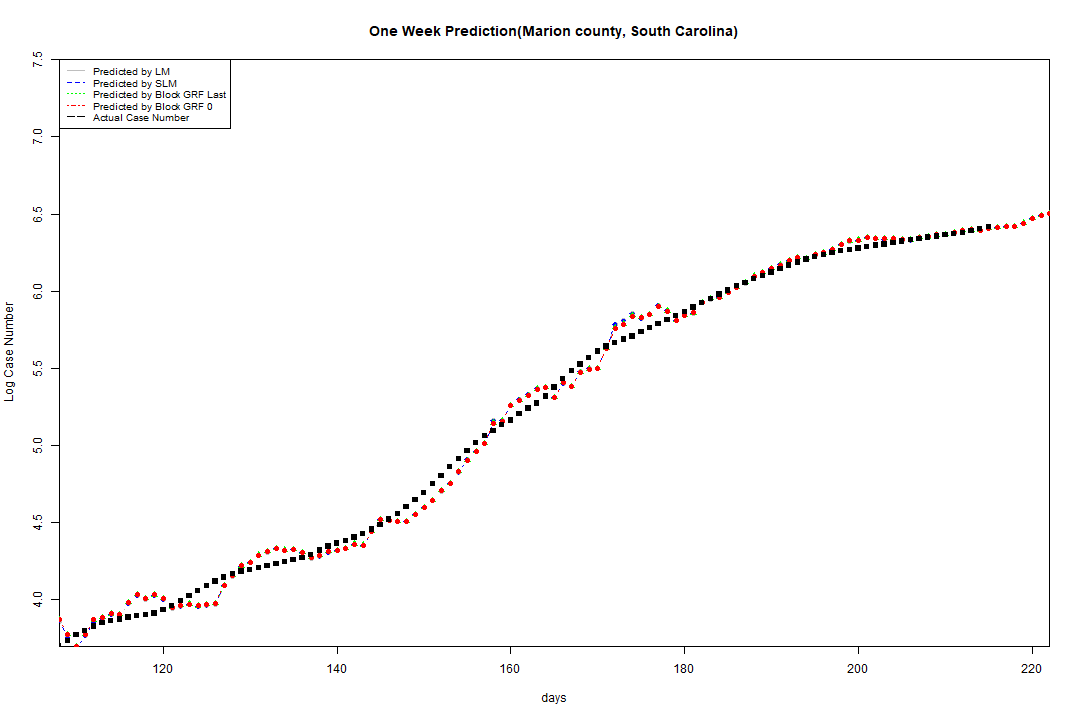 One Week Prediction(Marion county, South Carolina)
Predicted by LM
Predicted by SLM
Predicted by Block GRF Last
Predicted by Block GRF 0
Actual Case Number
7.5
7.0
6.5
6.0
5.5
5.0
4.5
4.0
Log Case Number
120 140 160 180 200 220
days